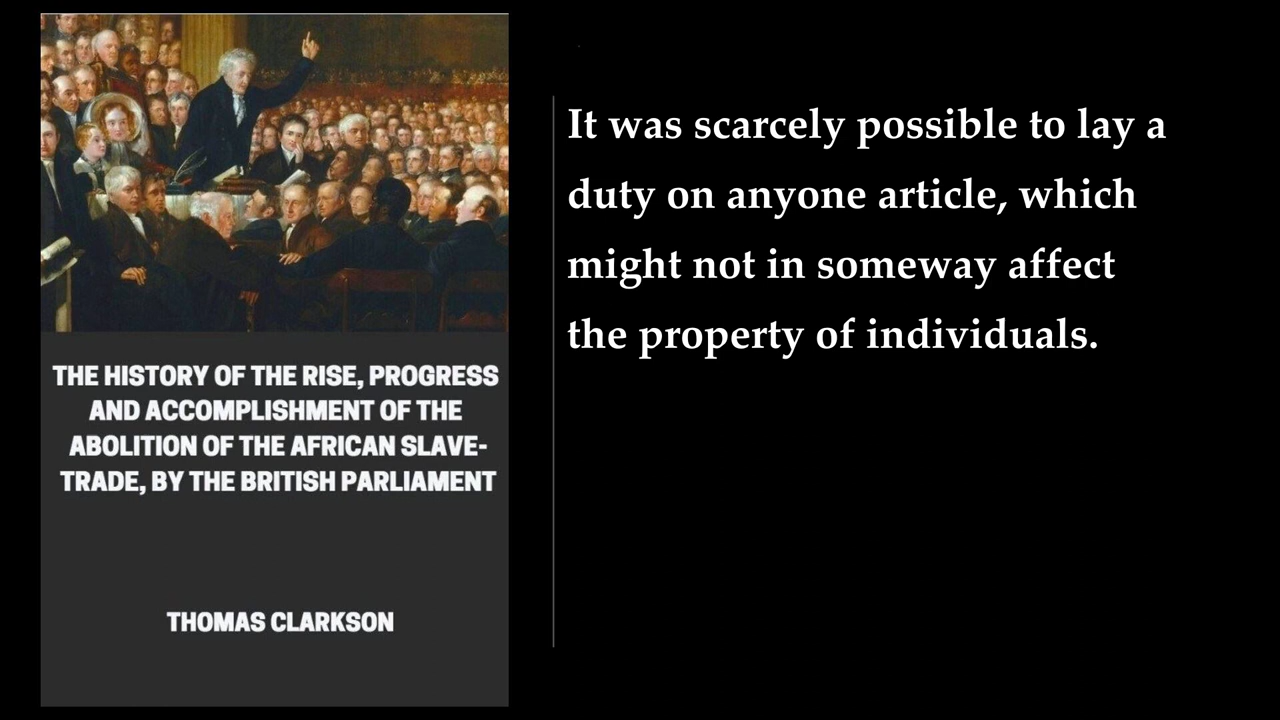 THE HISTORY OF THE RISE, PROGRESS
AND ACCOMPLISHMENT OF THE
ABOLITION OF THE AFRICAN SLAVE-
TRADE, BY THE BRITISH PARLIAMENT
THOMAS CLARKSON
It was scarcely possible to lay a
duty on anyone article, which
might not in someway affect
the property of individuals.